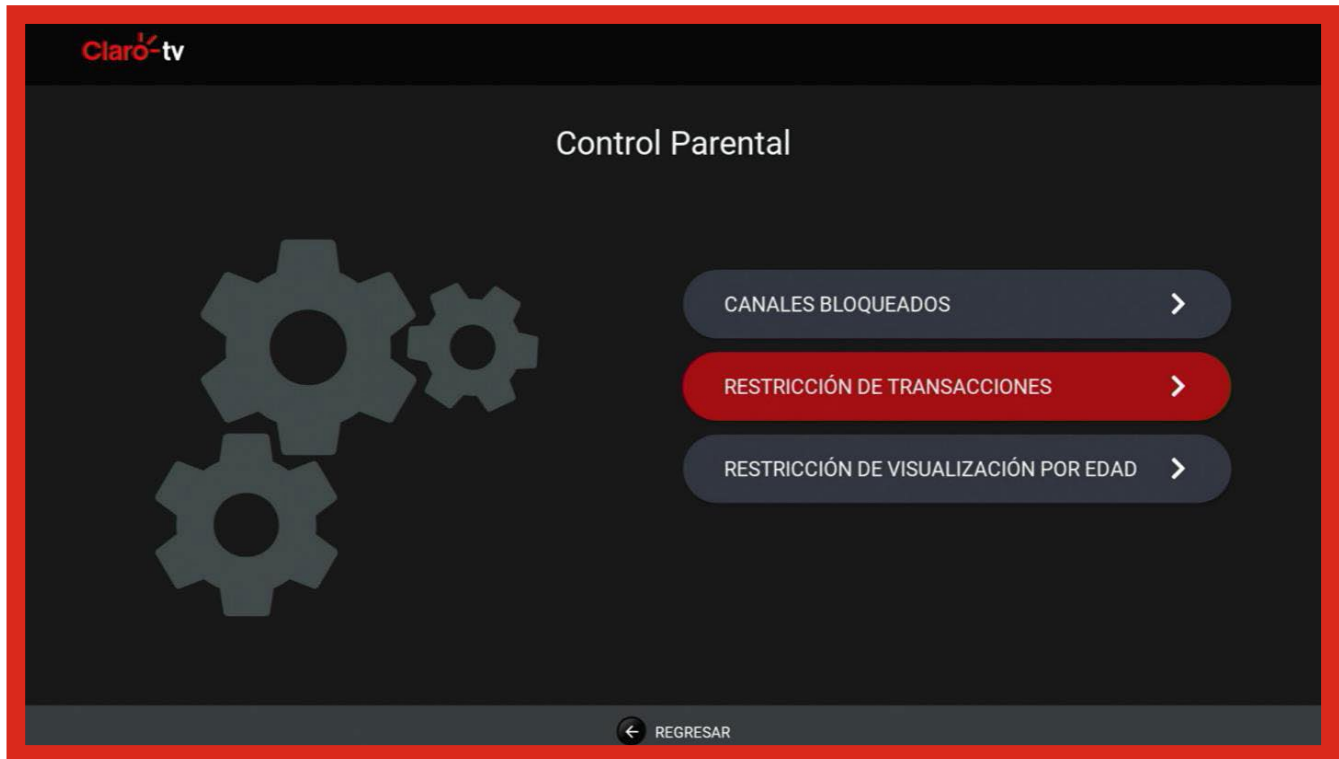 Claro-tv
Control Parental
CANALES BLOQUEADOS
RESTRICCIÓN DE TRANSACCIONES
RESTRICCIÓN DE VISUALIZACIÓN POR EDAD
REGRESAR